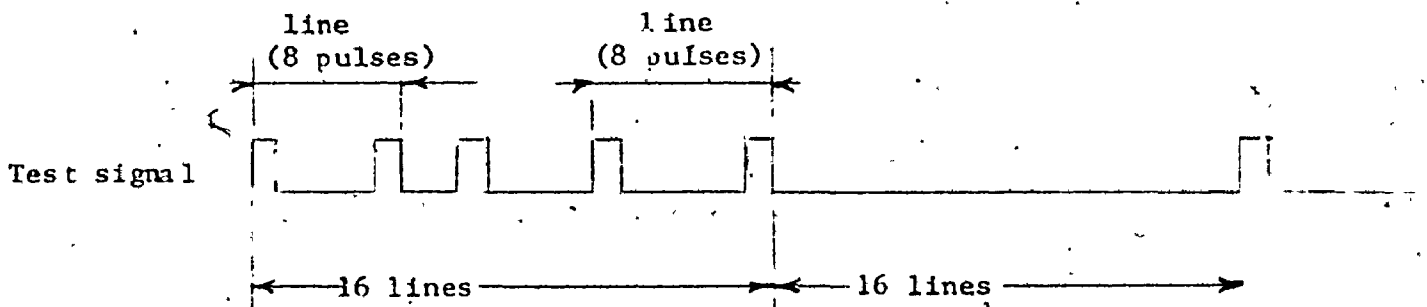 line line
(8 pulses) (8 pulses)
Test signal
16 lines 16 lines